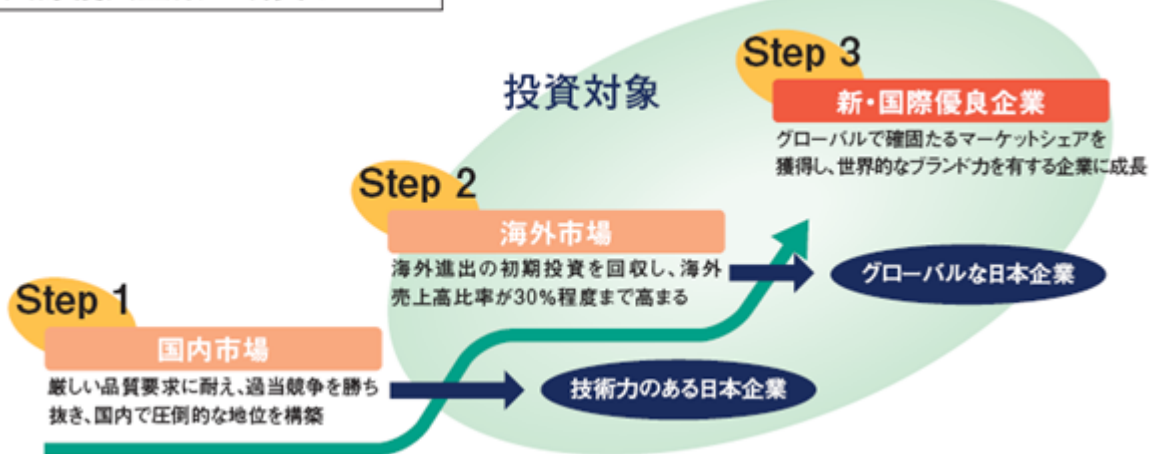 Step 3
投資対象
新・国際優良企業
グローバルで確固たるマーケットシェアを
獲得し、世界的なブランド力を有する企業に成長
Step 2
海外市場
海外進出の初期投資を回収し、海外
売上高比率が30%程度まで高まる
グローバルな日本企業
Step 1
国内市場
厳しい品質要求に耐え、過当競争を勝ち
抜き、国内で圧倒的な地位を構築
技術力のある日本企業